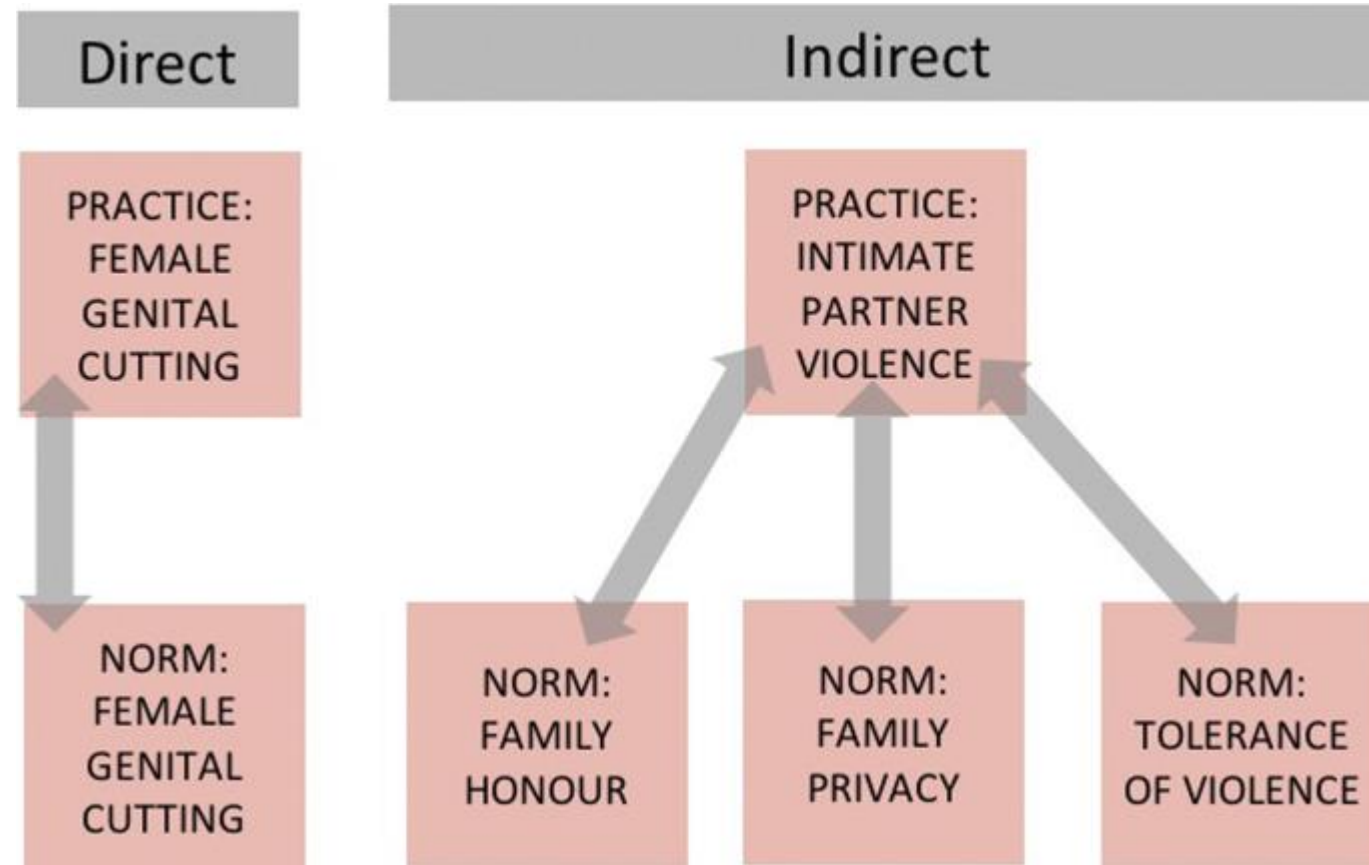 Direct
Indirect
PRACTICE:
FEMALE
GENITAL
CUTTING
PRACTICE:
INTIMATE
PARTNER
VIOLENCE
NORM:
FEMALE
GENITAL
CUTTING
NORM:
FAMILY
HONOUR
NORM:
FAMILY
PRIVACY
NORM:
TOLERANCE
OF VIOLENCE